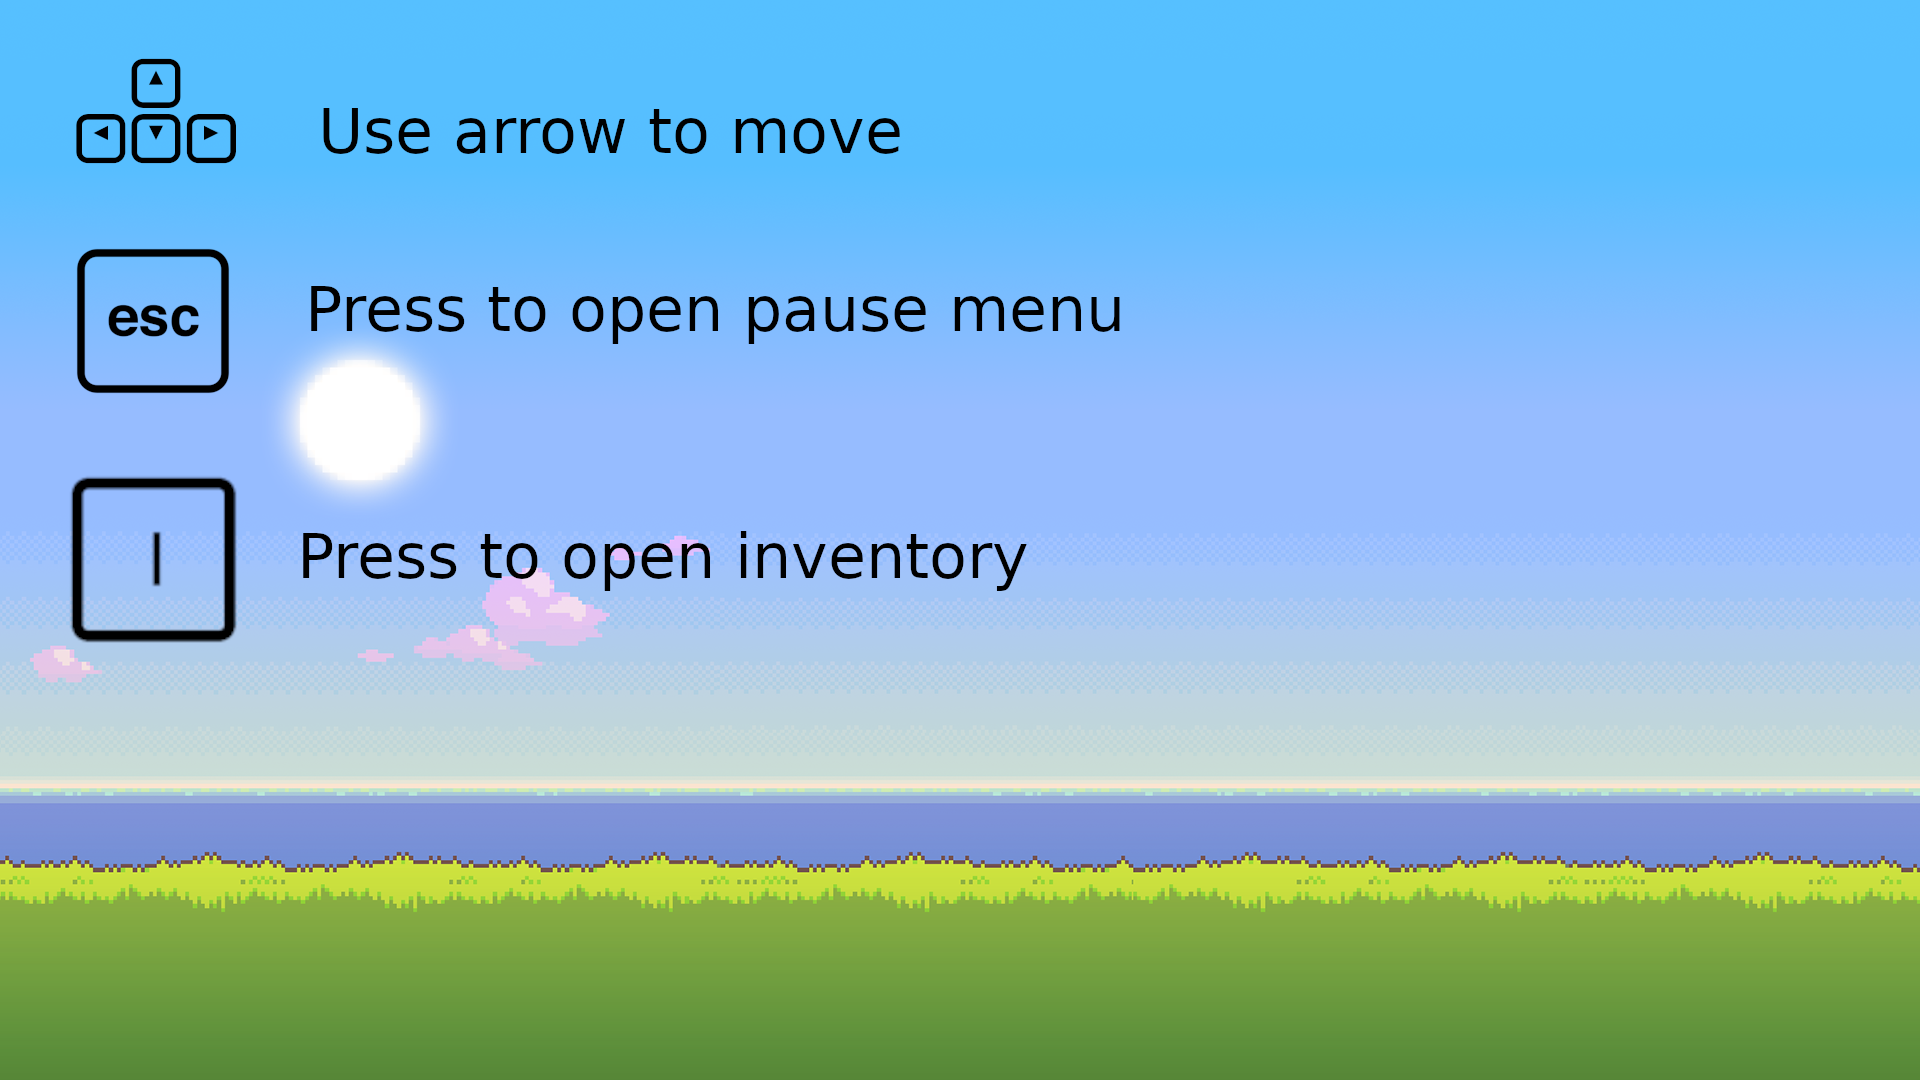 Use arrow to move
esc
Press to open pause menu
I
Press to open inventory